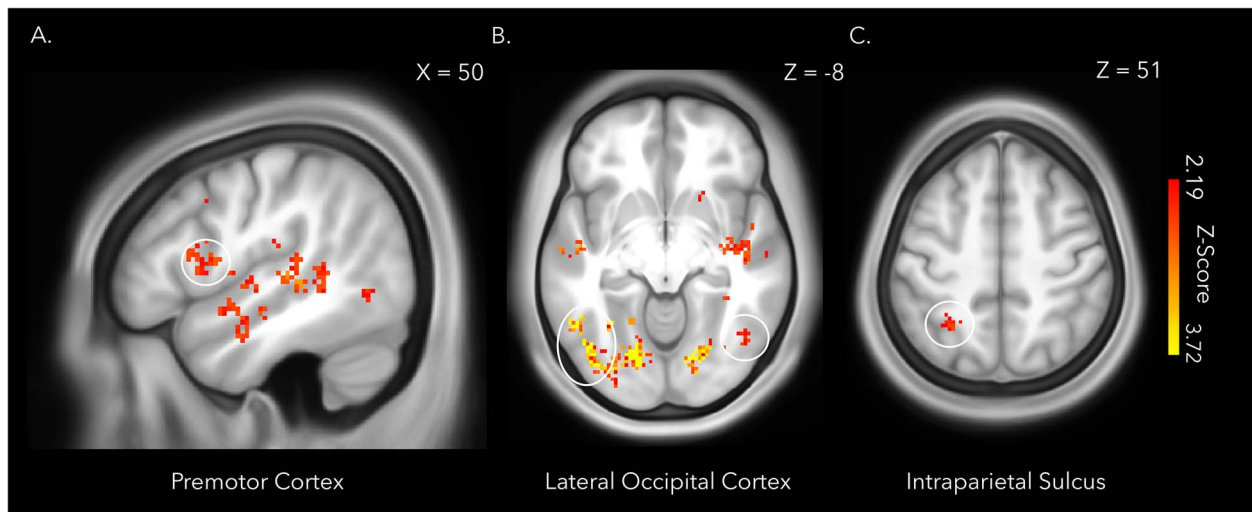 A.
X = 50
B.
Z = -8
C.
Z = 51
2.19
Z-Score
3.72
Premotor Cortex
Lateral Occipital Cortex
Intraparietal Sulcus